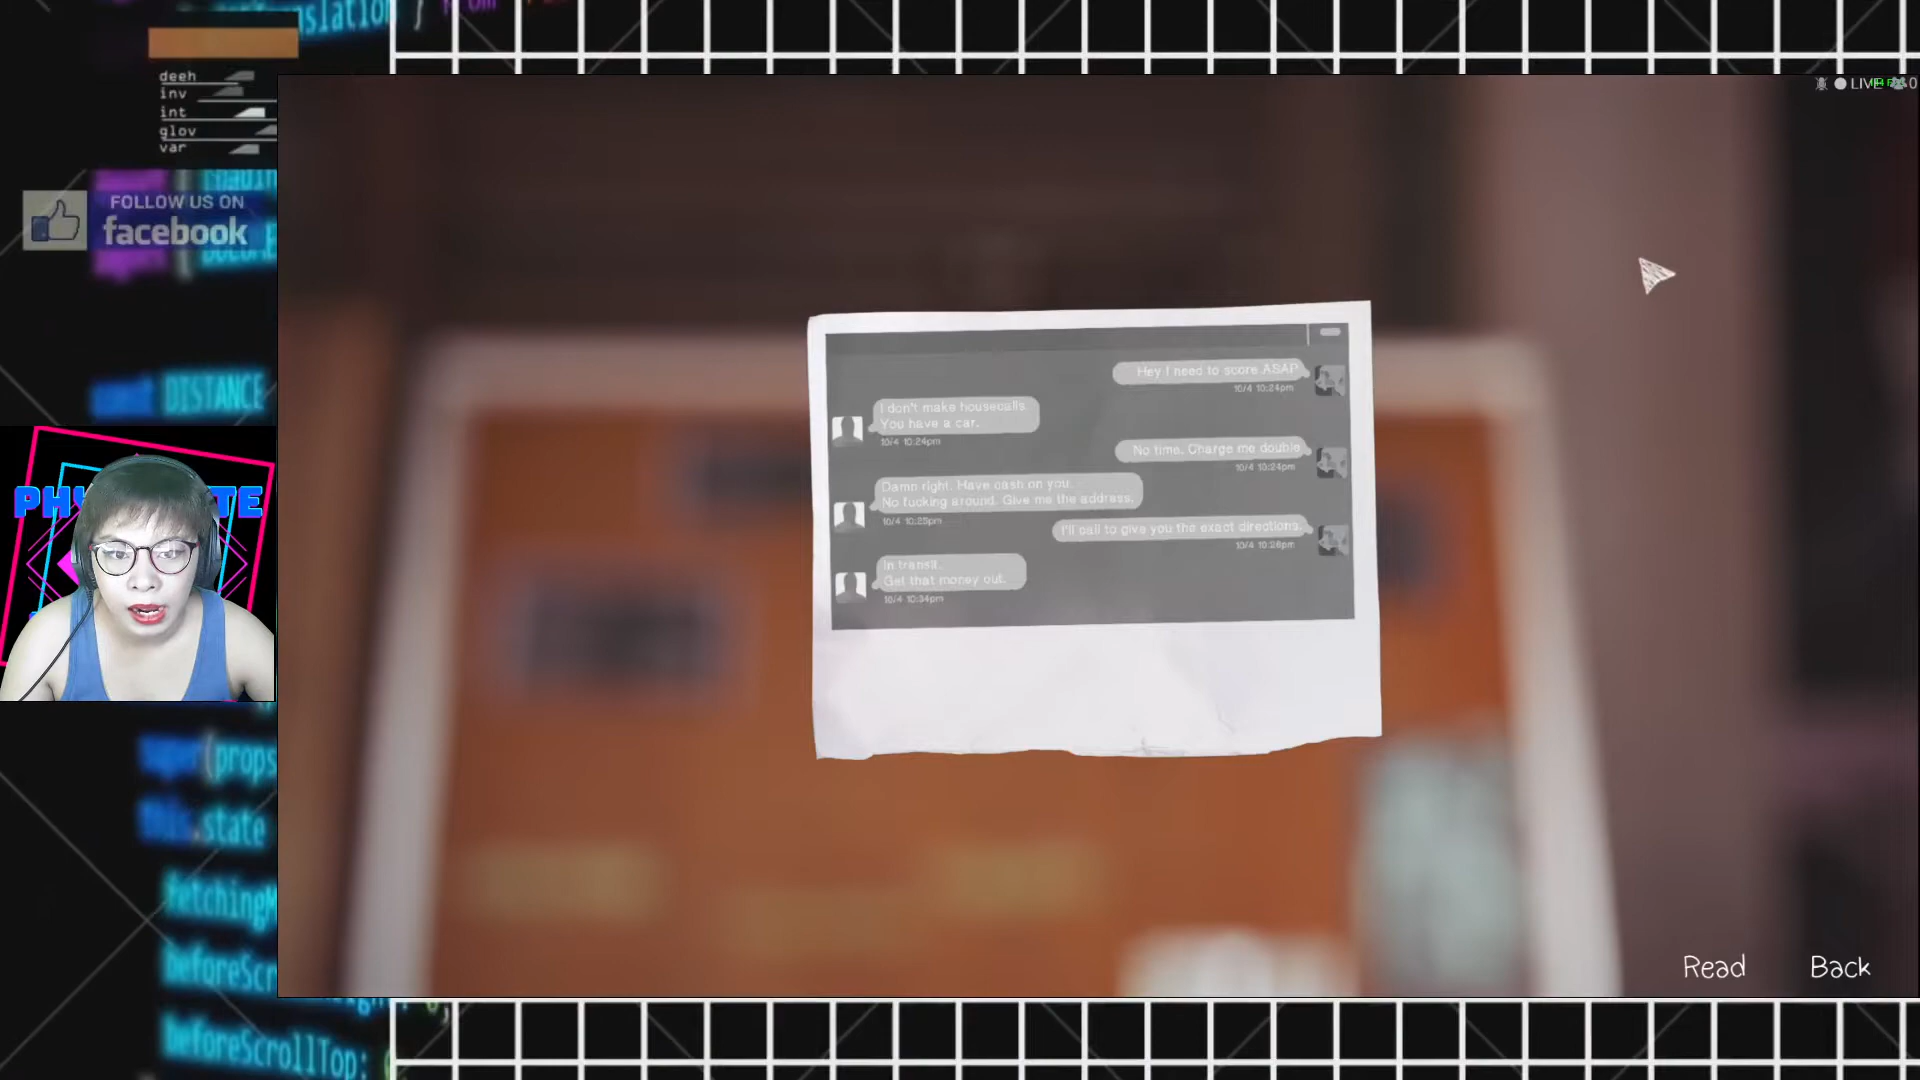 deeh
inv
int
glov
var
FOLLOW US ON
facebook
DISTANCE
super(props
this.state
beforeScrollTop:
LIVE
0
Hey I need to score ASAP
10/4 10:24pm
I don't make housecalls.
You have a car.
10/4 10:24pm
No time. Charge me double
10/4 10:24pm
Damn right. Have cash on you.
No fucking around. Give me the address.
10/4 10:25pm
I'll call to give you the exact directions.
10/4 10:26pm
In transit.
Get that money out.
10/4 10:34pm
Read
Back